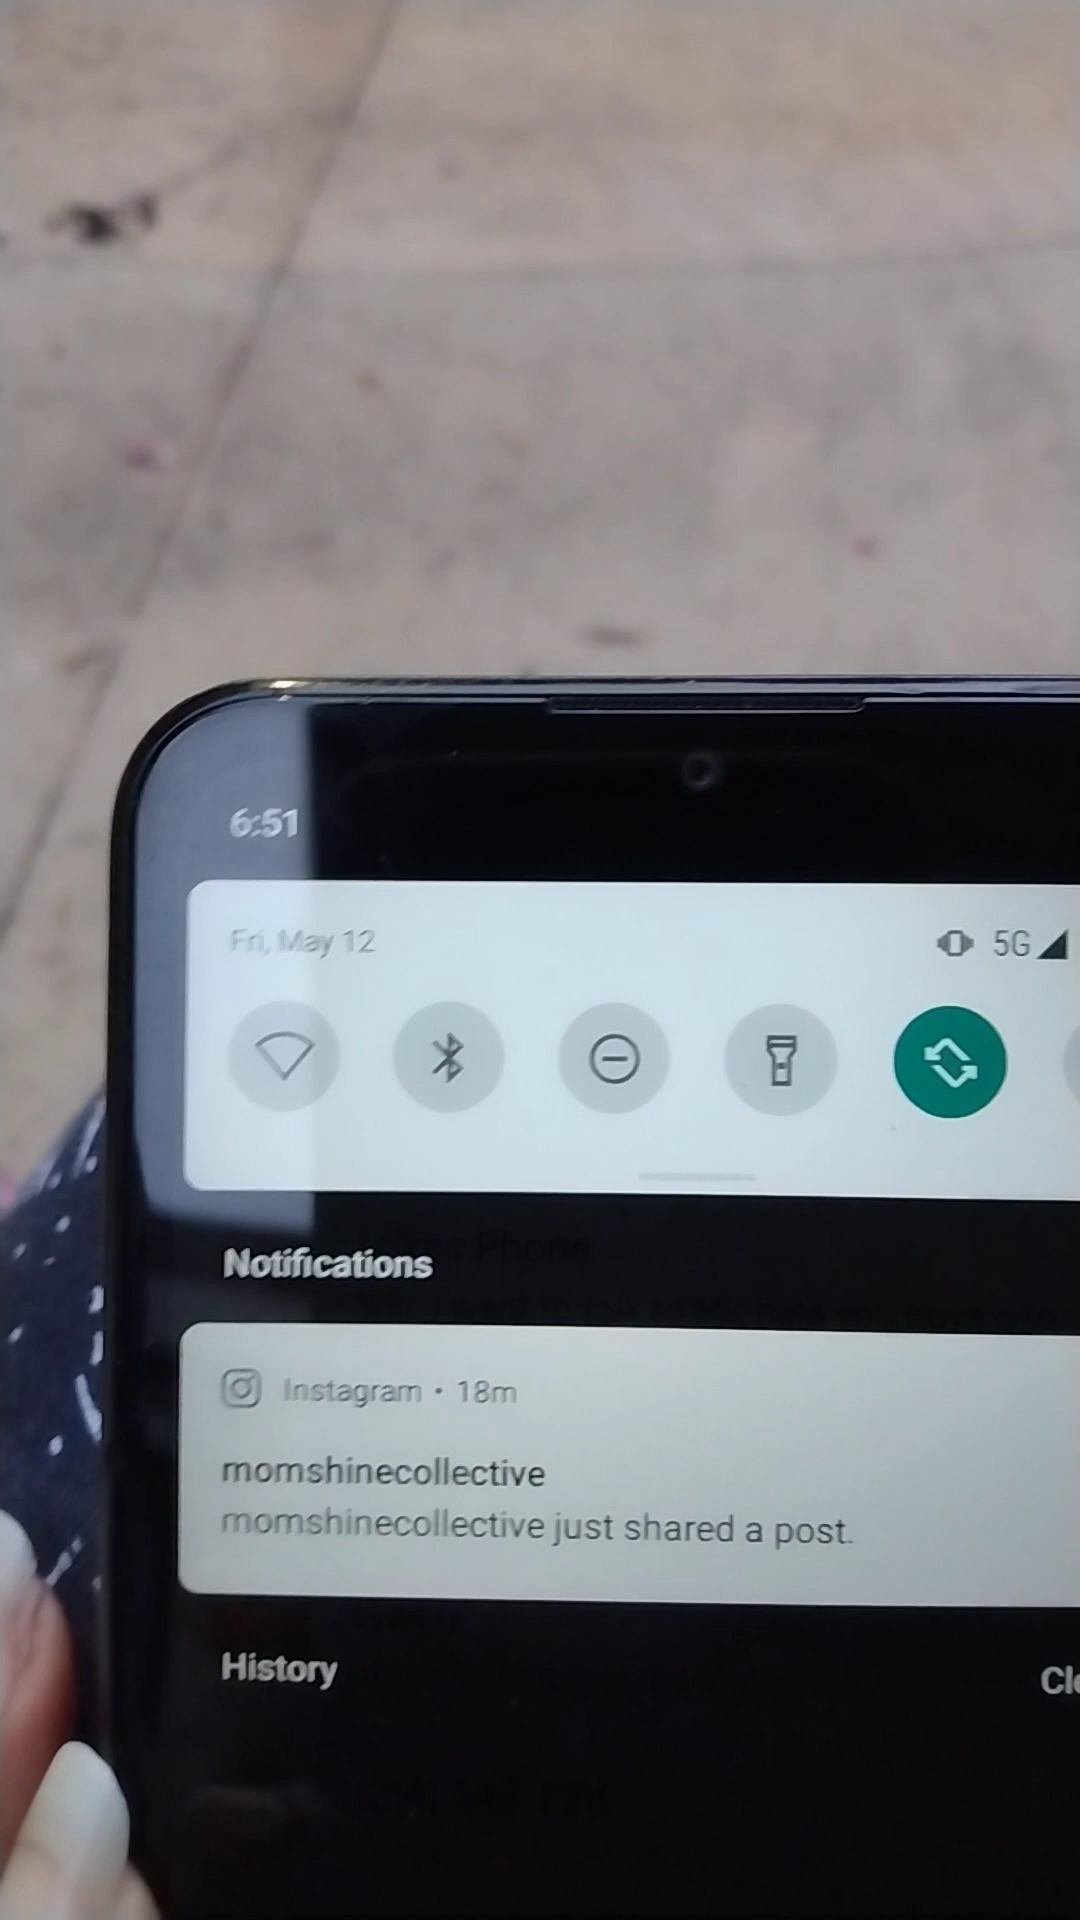 6:51
Fri, May 12
5G
Notifications
Instagram • 18m
momshinecollective
momshinecollective just shared a post.
History